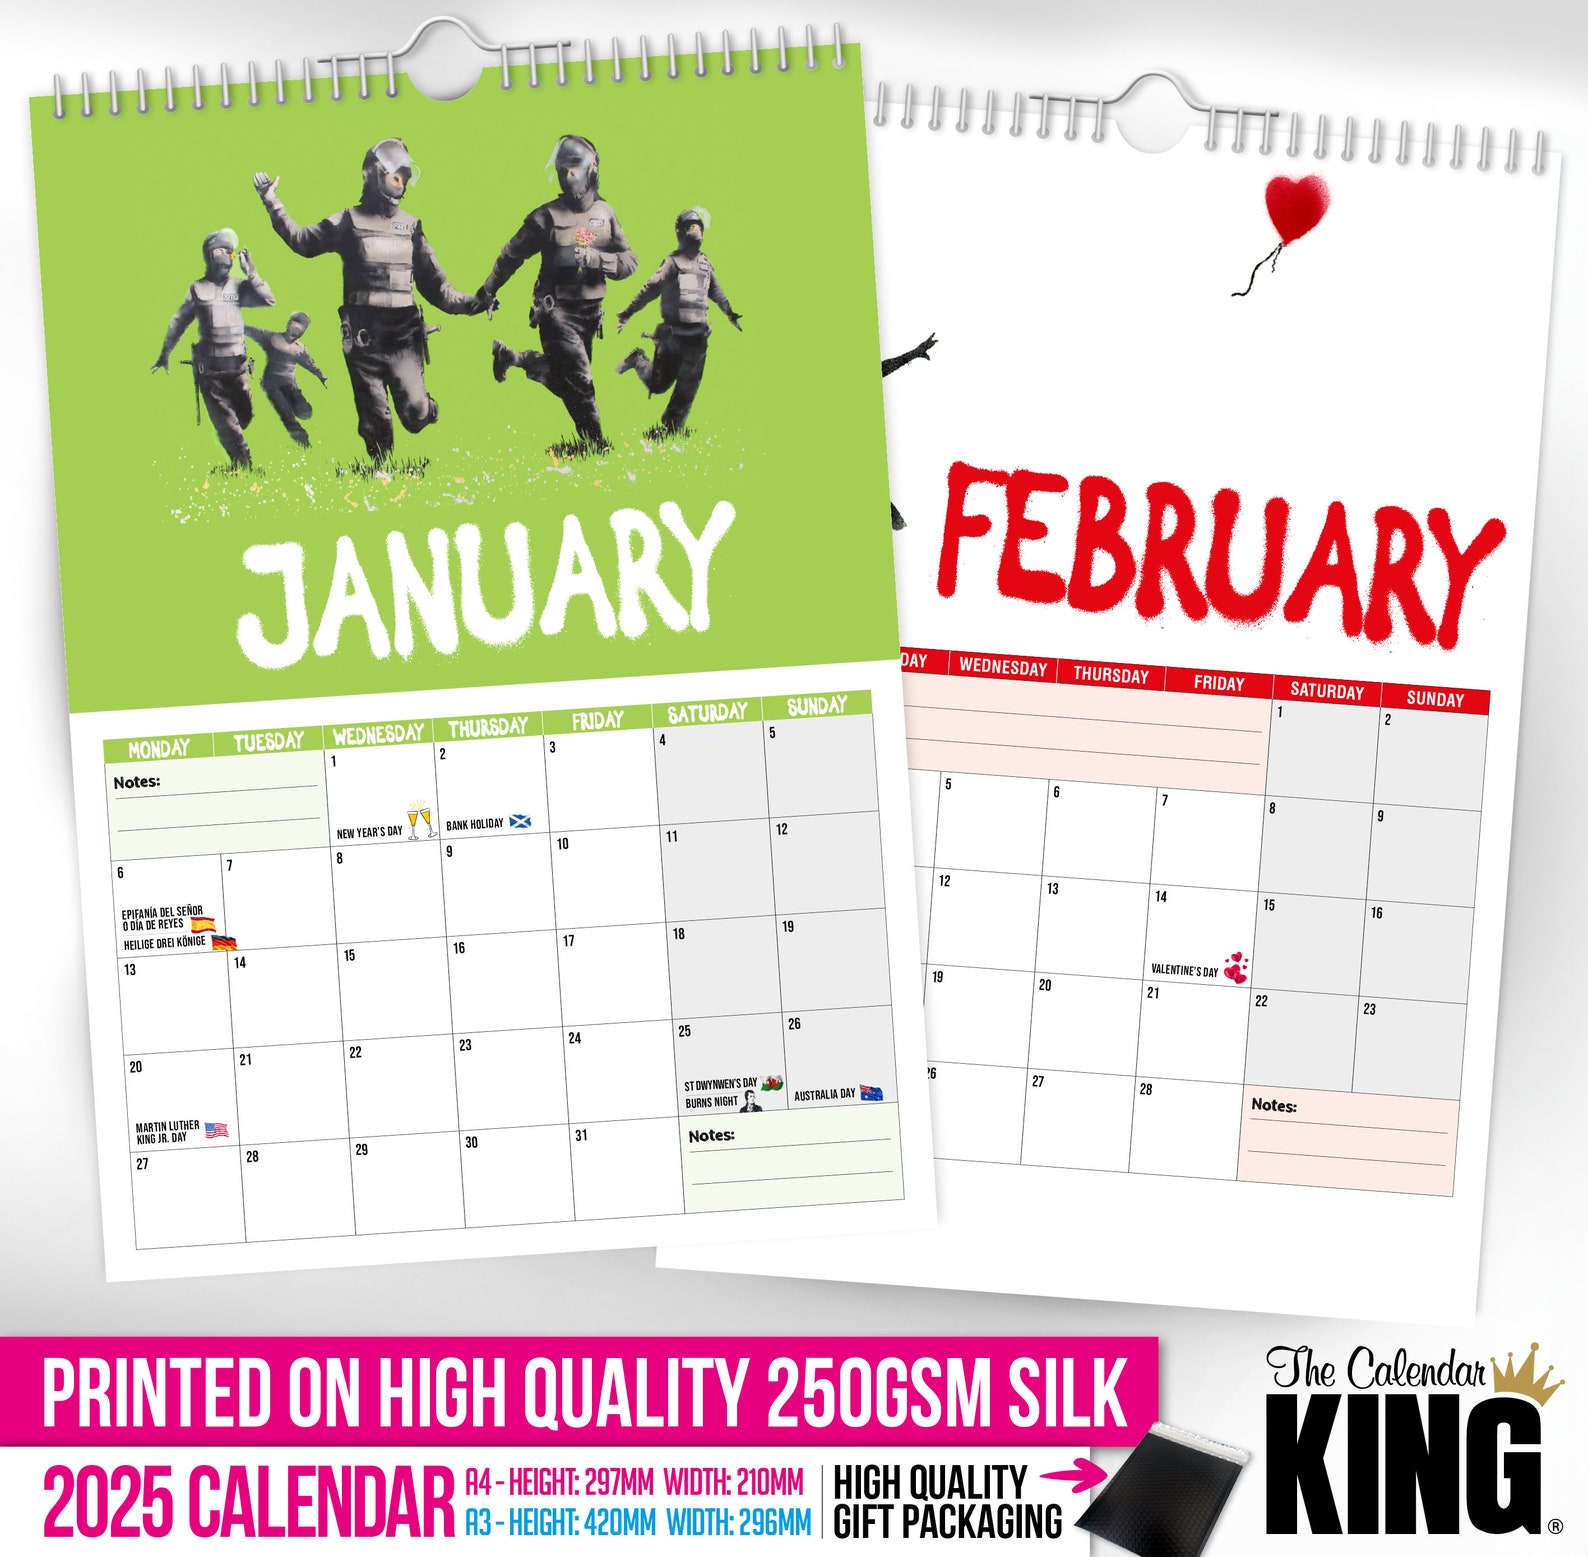 JANUARY
MONDAY TUESDAY WEDNESDAY THURSDAY FRIDAY SATURDAY SUNDAY
Notes:
1 2 3 4 5
NEW YEAR'S DAY
BANK HOLIDAY
6 7 8 9 10 11 12
EPIFANÍA DEL SEÑOR
O DÍA DE REYES
HEILIGE DREI KÖNIGE
13 14 15 16 17 18 19
20 21 22 23 24 25 26
MARTIN LUTHER
KING JR. DAY
ST DWYNWEN'S DAY
BURNS NIGHT
AUSTRALIA DAY
27 28 29 30 31
Notes:
FEBRUARY
DAY WEDNESDAY THURSDAY FRIDAY SATURDAY SUNDAY
1 2
5 6 7 8 9
12 13 14 15 16
VALENTINE'S DAY
19 20 21 22 23
26 27 28
Notes:
PRINTED ON HIGH QUALITY 250GSM SILK
2025 CALENDAR
A4 - HEIGHT: 297MM WIDTH: 210MM
A3 - HEIGHT: 420MM WIDTH: 296MM
HIGH QUALITY
GIFT PACKAGING
The Calendar
KING®